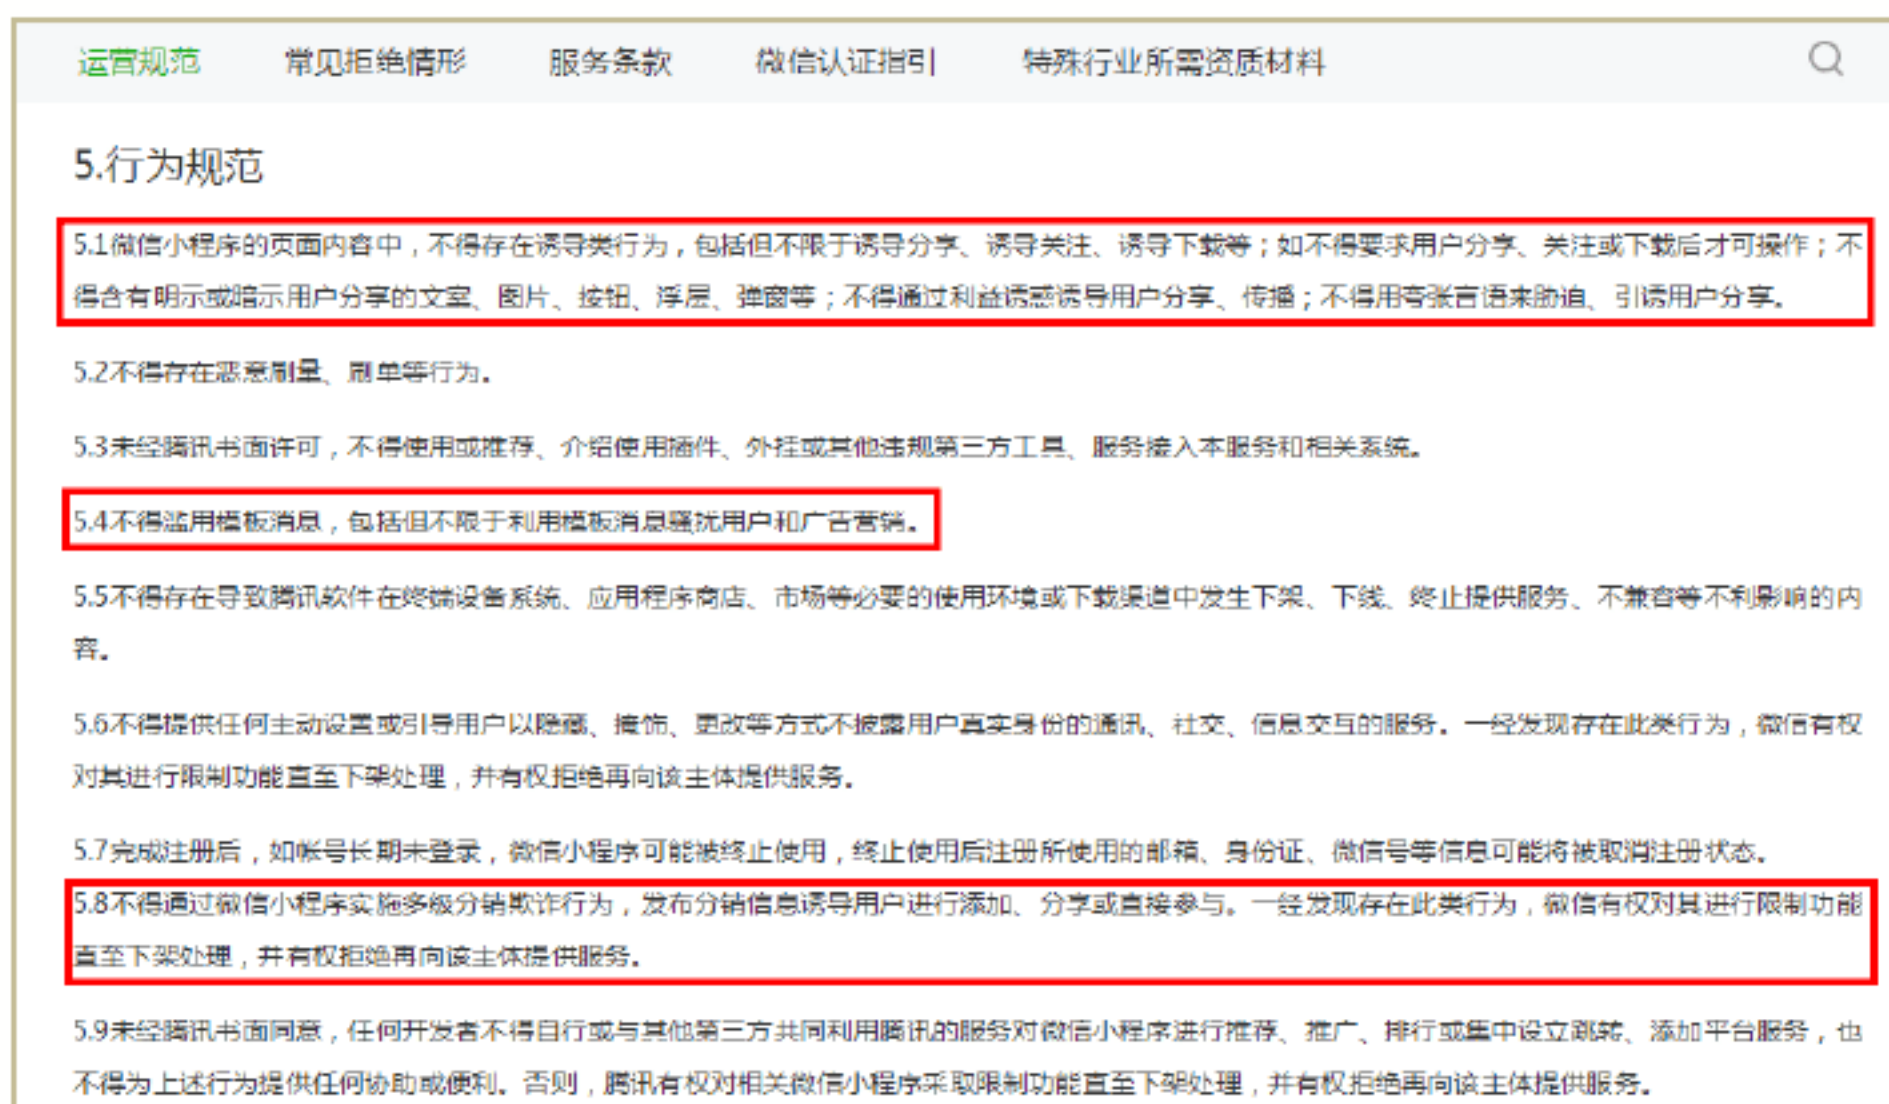 运营规范 常见拒绝情形 服务条款 微信认证指引 特殊行业所需资质材料
5.行为规范
5.1微信小程序的页面内容中，不得存在诱导类行为，包括但不限于诱导分享、诱导关注、诱导下载等；如不得要求用户分享、关注或下载后才可操作；不
得含有明示或暗示用户分享的文案、图片、按钮、浮层、弹窗等；不得通过利益诱惑诱导用户分享、传播；不得用夸张言语来胁迫、引诱用户分享。
5.2不得存在恶意刷量、刷单等行为。
5.3未经腾讯书面许可，不得使用或推荐、介绍使用插件、外挂或其他违规第三方工具、服务接入本服务和相关系统。
5.4不得滥用模板消息，包括但不限于利用模板消息骚扰用户和广告营销。
5.5不得存在导致腾讯软件在终端设备系统、应用程序商店、市场等必要的使用环境或下载渠道中发生下架、下线、终止提供服务、不兼容等不利影响的内
容。
5.6不得提供任何主动设置或引导用户以隐藏、掩饰、更改等方式不披露用户真实身份的通讯、社交、信息交互的服务。一经发现存在此类行为，微信有权
对其进行限制功能直至下架处理，并有权拒绝再向该主体提供服务。
5.7完成注册后，如帐号长期未登录，微信小程序可能被终止使用，终止使用后注册所使用的邮箱、身份证、微信号等信息可能将被取消注册状态。
5.8不得通过微信小程序实施多级分销欺诈行为，发布分销信息诱导用户进行添加、分享或直接参与。一经发现存在此类行为，微信有权对其进行限制功能
直至下架处理，并有权拒绝再向该主体提供服务。
5.9未经腾讯书面同意，任何开发者不得自行或与其他第三方共同利用腾讯的服务对微信小程序进行推荐、推广、排行或集中设立跳转、添加平台服务，也
不得为上述行为提供任何协助或便利。否则，腾讯有权对相关微信小程序采取限制功能直至下架处理，并有权拒绝再向该主体提供服务。